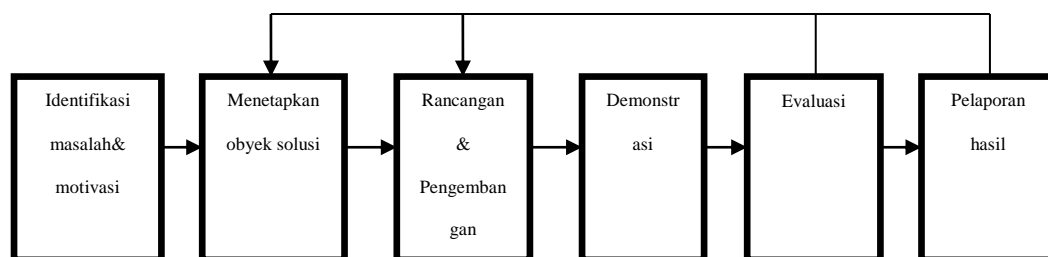 Identifikasi
masalah&
motivasi
Menetapkan
obyek solusi
Rancangan
&
Pengemban
gan
Demonstr
asi
Evaluasi
Pelaporan
hasil